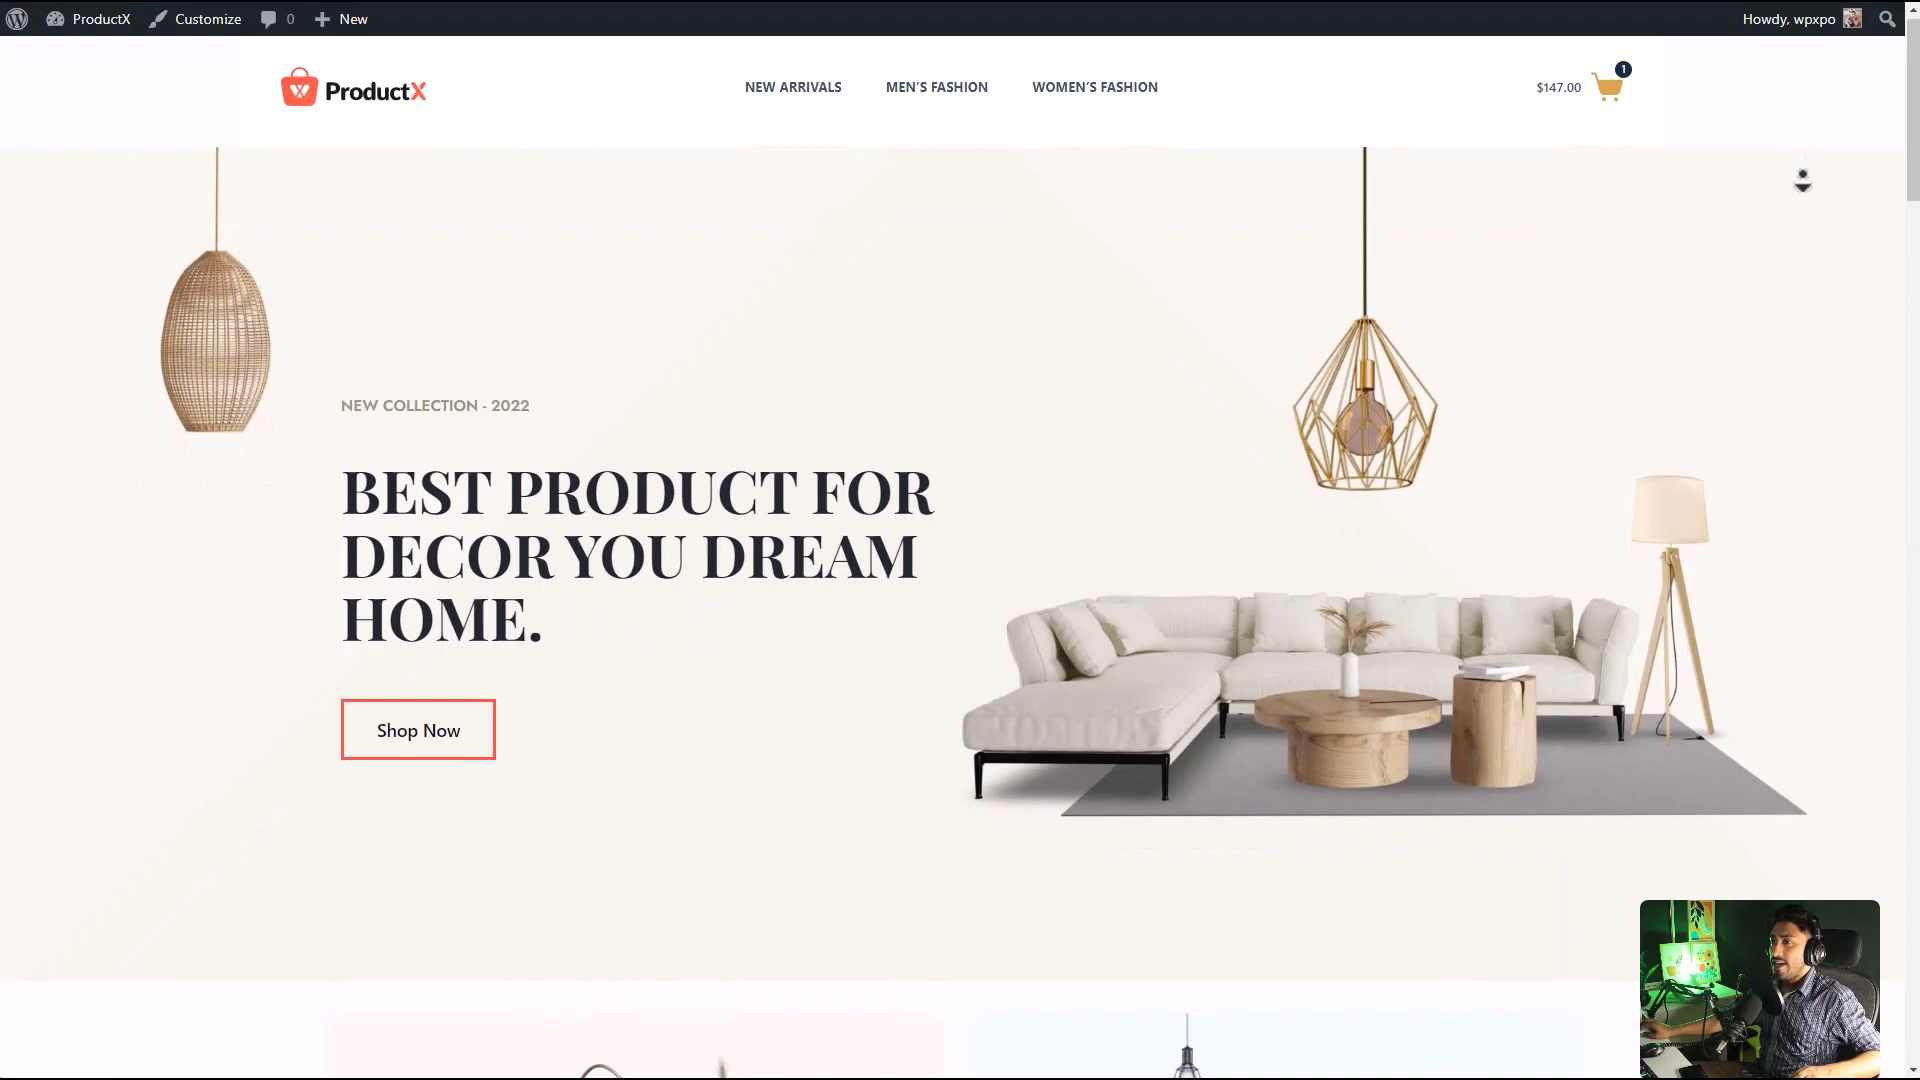 ProductX
Customize
0
New
Howdy, wpxpo
ProductX
NEW ARRIVALS
MEN'S FASHION
WOMEN'S FASHION
$147.00
1
NEW COLLECTION - 2022
BEST PRODUCT FOR
DECOR YOU DREAM
HOME.
Shop Now